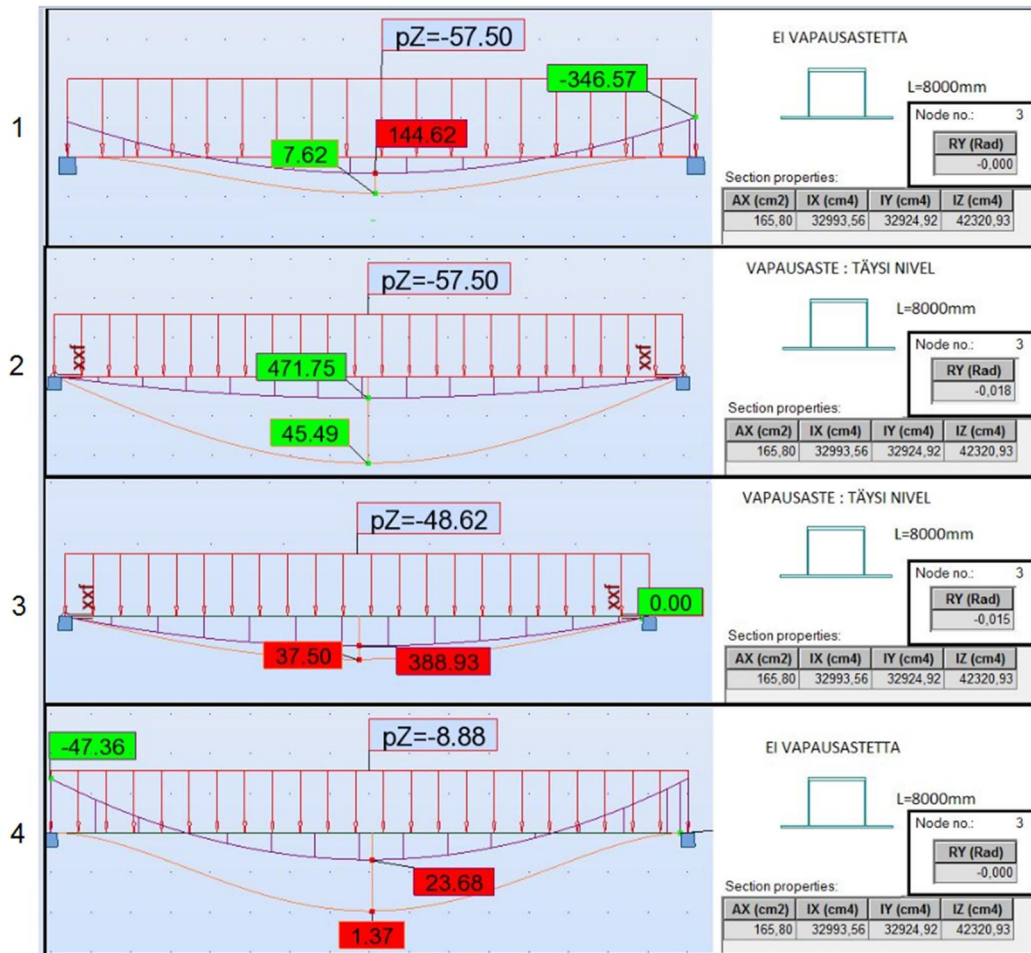 1
pZ=-57.50
-346.57
144.62
7.62
EI VAPAUSASTETTA
L=8000mm
Node no.: 3
RY (Rad)
-0,000
Section properties:
AX (cm2) IX (cm4) IY (cm4) IZ (cm4)
165,80 32993,56 32924,92 42320,93
2
pZ=-57.50
xxf
xxf
471.75
45.49
VAPAUSASTE : TÄYSI NIVEL
L=8000mm
Node no.: 3
RY (Rad)
-0,018
Section properties:
AX (cm2) IX (cm4) IY (cm4) IZ (cm4)
165,80 32993,56 32924,92 42320,93
3
pZ=-48.62
xxf
xxf
0.00
37.50
388.93
VAPAUSASTE : TÄYSI NIVEL
L=8000mm
Node no.: 3
RY (Rad)
-0,015
Section properties:
AX (cm2) IX (cm4) IY (cm4) IZ (cm4)
165,80 32993,56 32924,92 42320,93
4
-47.36
pZ=-8.88
23.68
1.37
EI VAPAUSASTETTA
L=8000mm
Node no.: 3
RY (Rad)
-0,000
Section properties:
AX (cm2) IX (cm4) IY (cm4) IZ (cm4)
165,80 32993,56 32924,92 42320,93